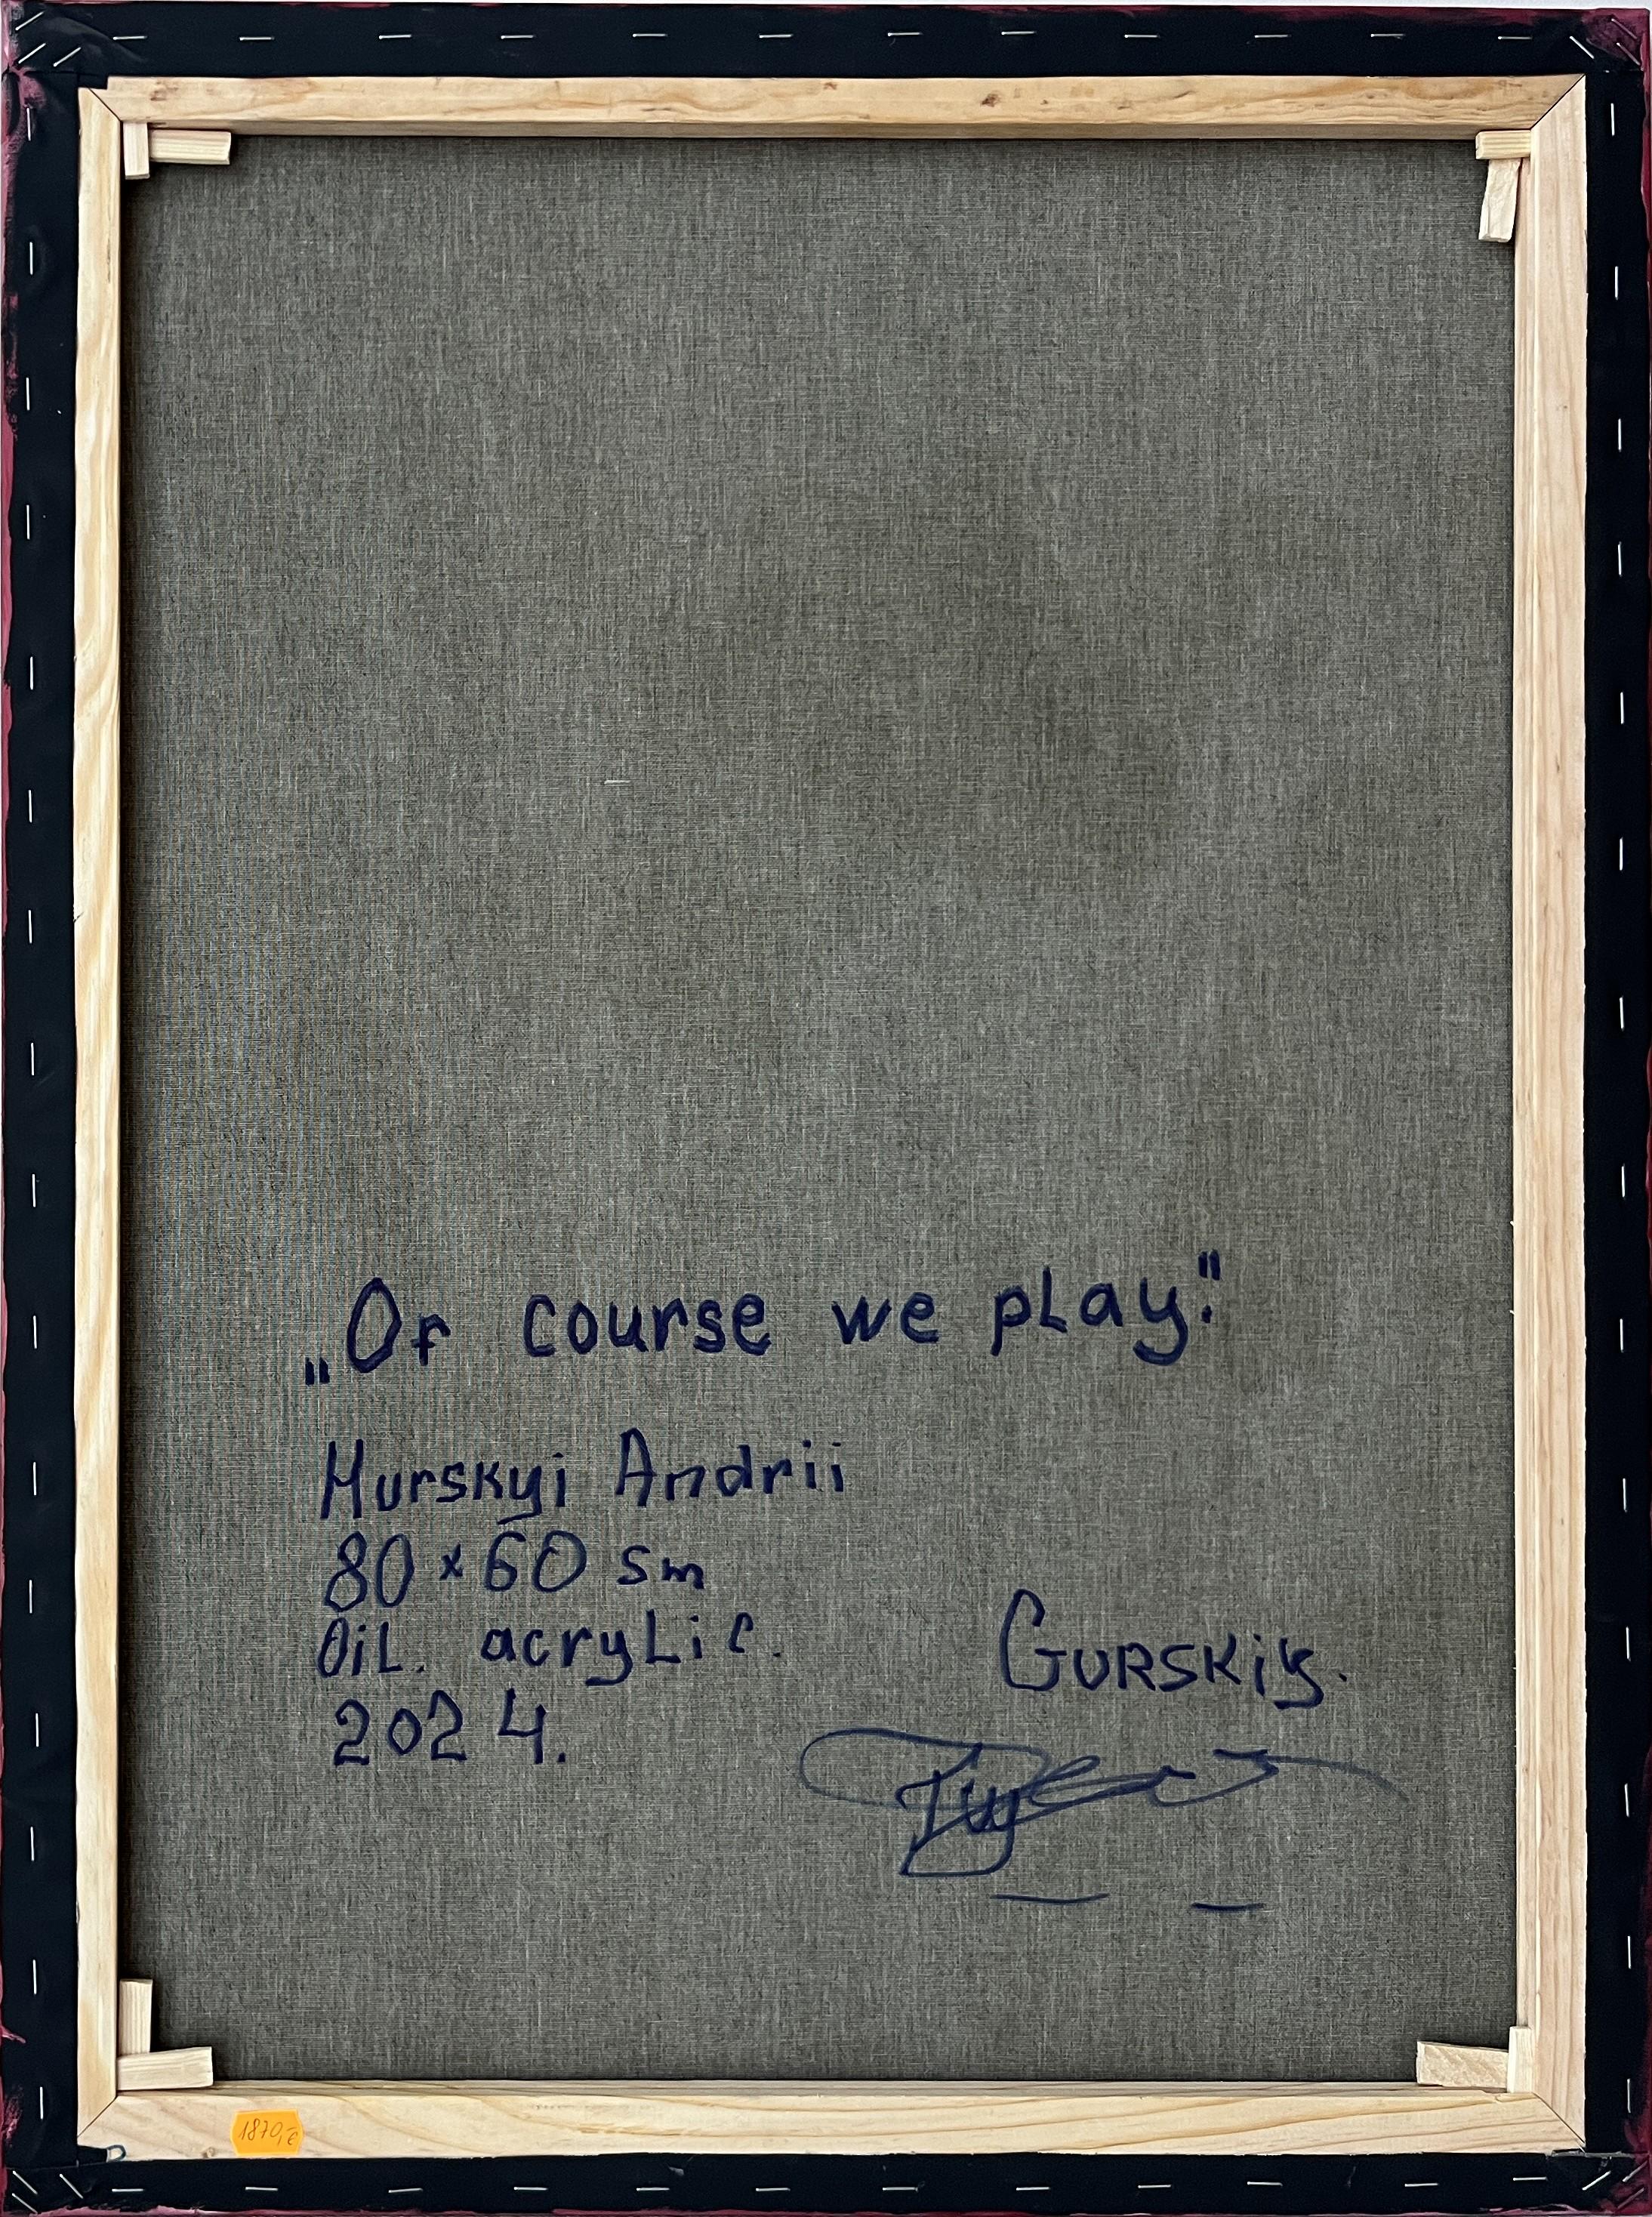 „Of course we play."
Hurskyi Andrii
80×60 sm
Oil. acrylic.
2024.
GURSKiy.
1870,-€